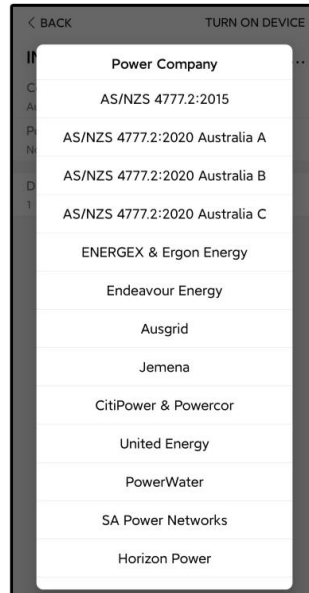 < BACK TURN ON DEVICE
Power Company
AS/NZS 4777.2:2015
AS/NZS 4777.2:2020 Australia A
AS/NZS 4777.2:2020 Australia B
AS/NZS 4777.2:2020 Australia C
ENERGEX & Ergon Energy
Endeavour Energy
Ausgrid
Jemena
CitiPower & Powercor
United Energy
PowerWater
SA Power Networks
Horizon Power